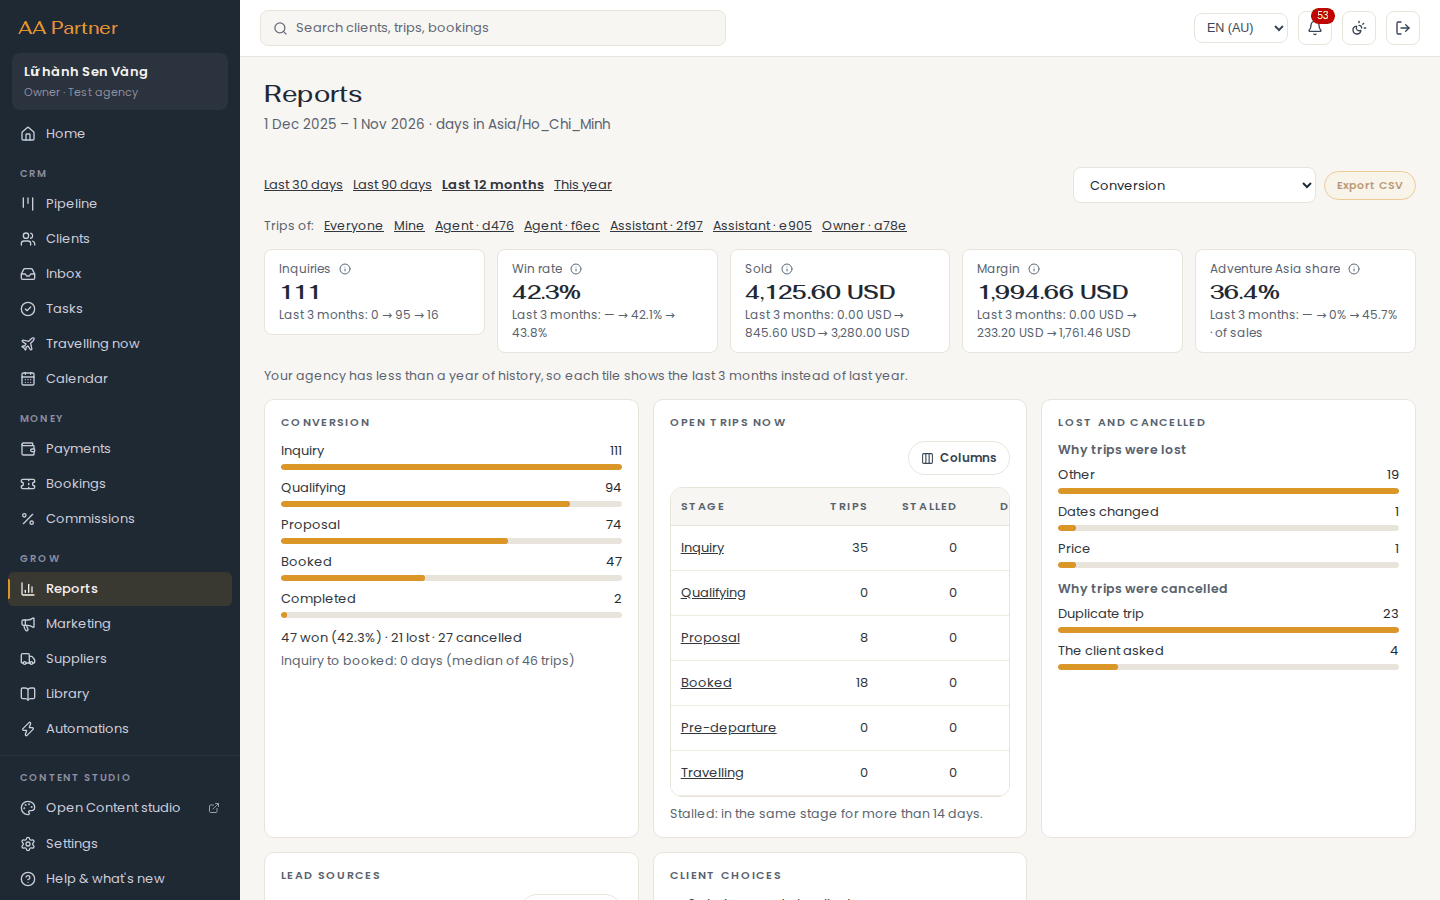 AA Partner
Lữ hành Sen Vàng
Owner · Test agency
Home
CRM
Pipeline
Clients
Inbox
Tasks
Travelling now
Calendar
MONEY
Payments
Bookings
Commissions
GROW
Reports
Marketing
Suppliers
Library
Automations
CONTENT STUDIO
Open Content studio
Settings
Help & what's new
Search clients, trips, bookings
EN (AU)
53
Reports
1 Dec 2025 – 1 Nov 2026 · days in Asia/Ho_Chi_Minh
Last 30 days Last 90 days Last 12 months This year
Conversion
Export CSV
Trips of: Everyone Mine Agent · d476 Agent · f6ec Assistant · 2f97 Assistant · e905 Owner · a78e
Inquiries
111
Last 3 months: 0 → 95 → 16
Win rate
42.3%
Last 3 months: — → 42.1% →
43.8%
Sold
4,125.60 USD
Last 3 months: 0.00 USD →
845.60 USD → 3,280.00 USD
Margin
1,994.66 USD
Last 3 months: 0.00 USD →
233.20 USD → 1,761.46 USD
Adventure Asia share
36.4%
Last 3 months: — → 0% → 45.7%
· of sales
Your agency has less than a year of history, so each tile shows the last 3 months instead of last year.
CONVERSION
Inquiry 111
Qualifying 94
Proposal 74
Booked 47
Completed 2
47 won (42.3%) · 21 lost · 27 cancelled
Inquiry to booked: 0 days (median of 46 trips)
OPEN TRIPS NOW
Columns
STAGE TRIPS STALLED D
Inquiry 35 0
Qualifying 0 0
Proposal 8 0
Booked 18 0
Pre-departure 0 0
Travelling 0 0
Stalled: in the same stage for more than 14 days.
LOST AND CANCELLED
Why trips were lost
Other 19
Dates changed 1
Price 1
Why trips were cancelled
Duplicate trip 23
The client asked 4
LEAD SOURCES
CLIENT CHOICES